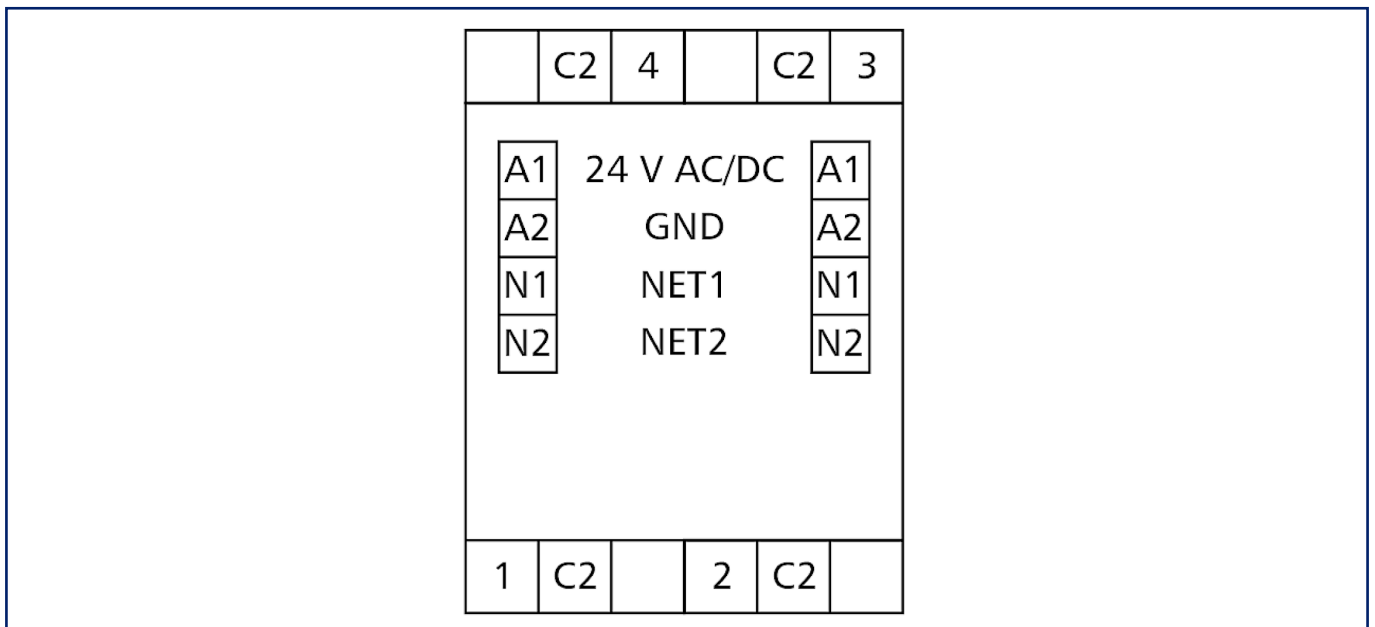 C2 4 C2 3
A1 24 V AC/DC A1
A2 GND A2
N1 NET1 N1
N2 NET2 N2
1 C2 2 C2